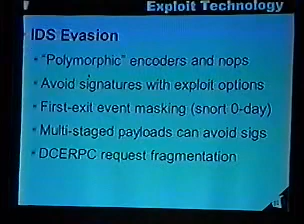 Exploit Technology
IDS Evasion
"Polymorphic" encoders and nops
Avoid signatures with exploit options
First-exit event masking (snort 0-day)
Multi-staged payloads can avoid sigs
DCERPC request fragmentation